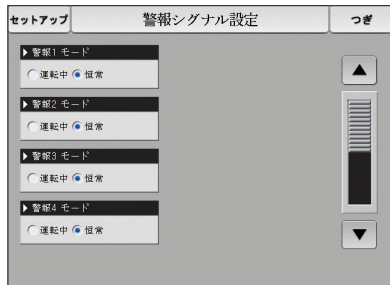 セットアップ
警報シグナル設定
つぎ
警報1 モード
運転中 恒常
警報2 モード
運転中 恒常
警報3 モード
運転中 恒常
警報4 モード
運転中 恒常